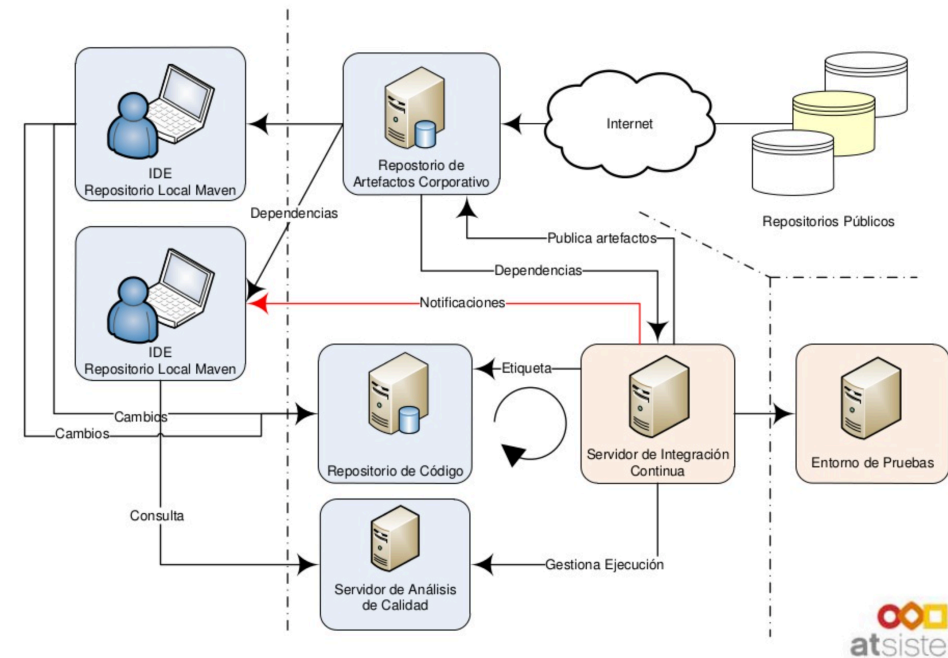 Internet
IDE
Repositorio Local Maven
Repostorio de
Artefactos Corporativo
Repositorios Públicos
Dependencias
Publica artefactos
Dependencias
Notificaciones
IDE
Repositorio Local Maven
Etiqueta
Cambios
Cambios
Repositorio de Código
Servidor de Integración
Continua
Entorno de Pruebas
Consulta
Gestiona Ejecución
Servidor de Análisis
de Calidad
atsiste